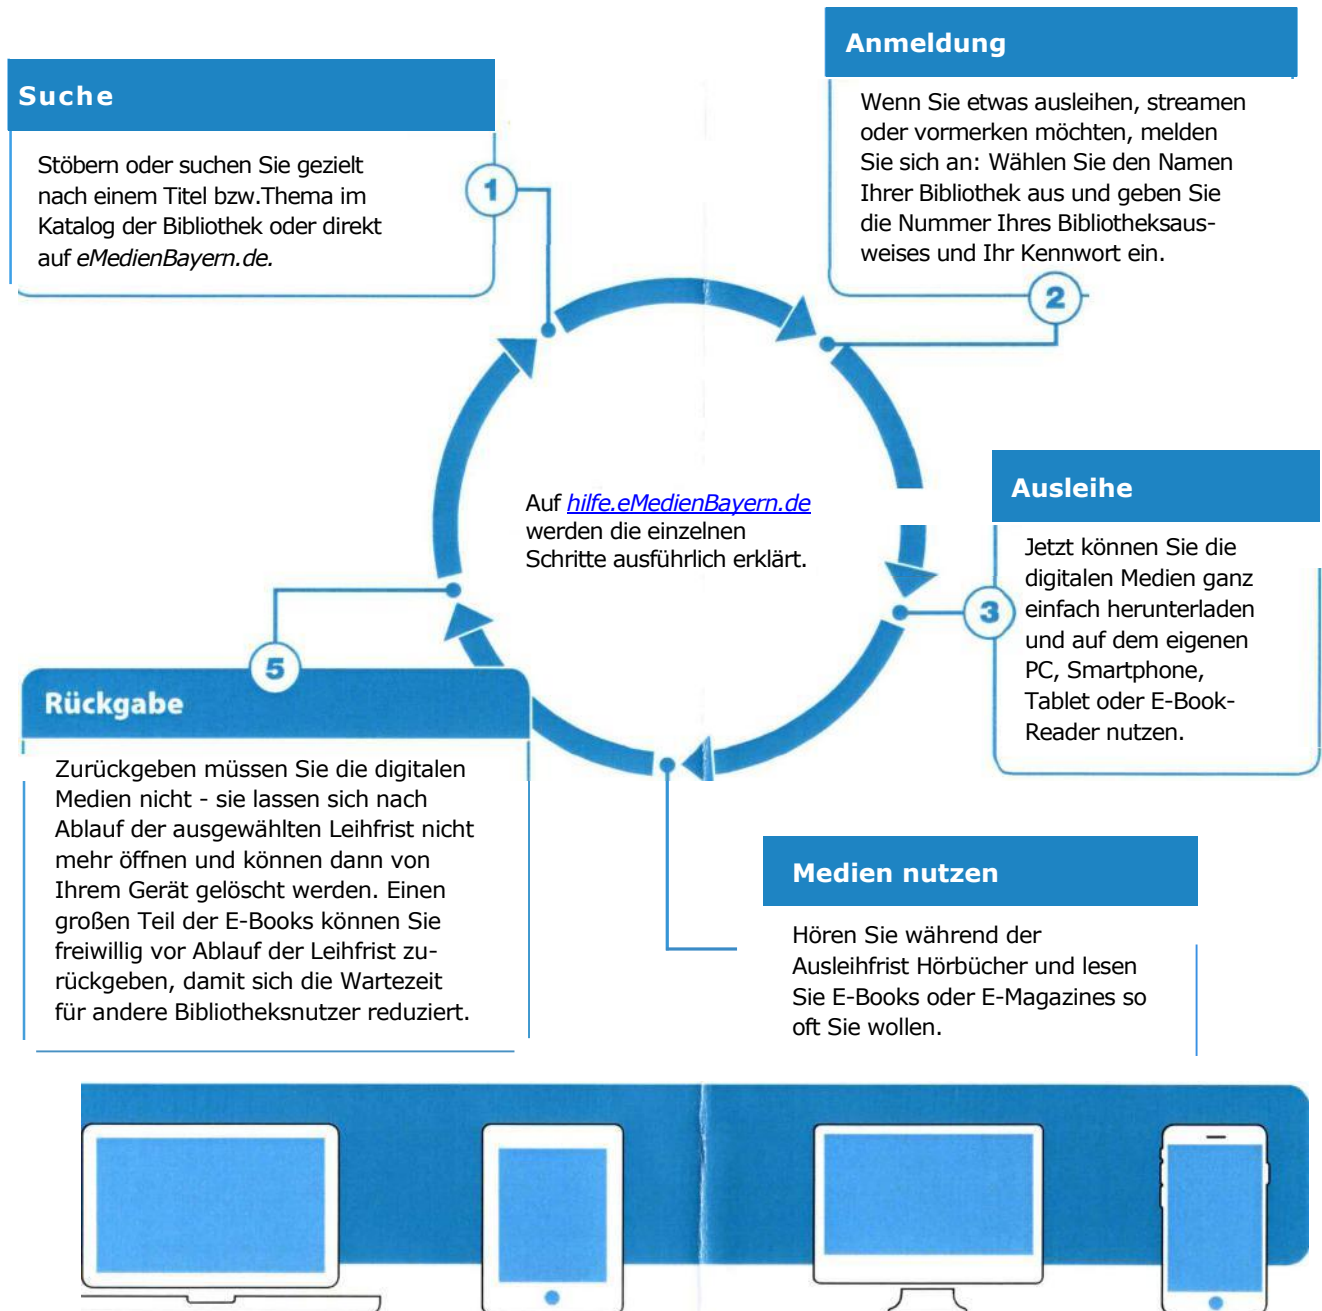 Suche
Stöbern oder suchen Sie gezielt
nach einem Titel bzw.Thema im
Katalog der Bibliothek oder direkt
auf eMedienBayern.de.
1
Anmeldung
Wenn Sie etwas ausleihen, streamen
oder vormerken möchten, melden
Sie sich an: Wählen Sie den Namen
Ihrer Bibliothek aus und geben Sie
die Nummer Ihres Bibliotheksaus-
weises und Ihr Kennwort ein.
2
Auf hilfe.eMedienBayern.de
werden die einzelnen
Schritte ausführlich erklärt.
Ausleihe
Jetzt können Sie die
digitalen Medien ganz
einfach herunterladen
und auf dem eigenen
PC, Smartphone,
Tablet oder E-Book-
Reader nutzen.
3
Medien nutzen
Hören Sie während der
Ausleihfrist Hörbücher und lesen
Sie E-Books oder E-Magazines so
oft Sie wollen.
5
Rückgabe
Zurückgeben müssen Sie die digitalen
Medien nicht - sie lassen sich nach
Ablauf der ausgewählten Leihfrist nicht
mehr öffnen und können dann von
Ihrem Gerät gelöscht werden. Einen
großen Teil der E-Books können Sie
freiwillig vor Ablauf der Leihfrist zu-
rückgeben, damit sich die Wartezeit
für andere Bibliotheksnutzer reduziert.